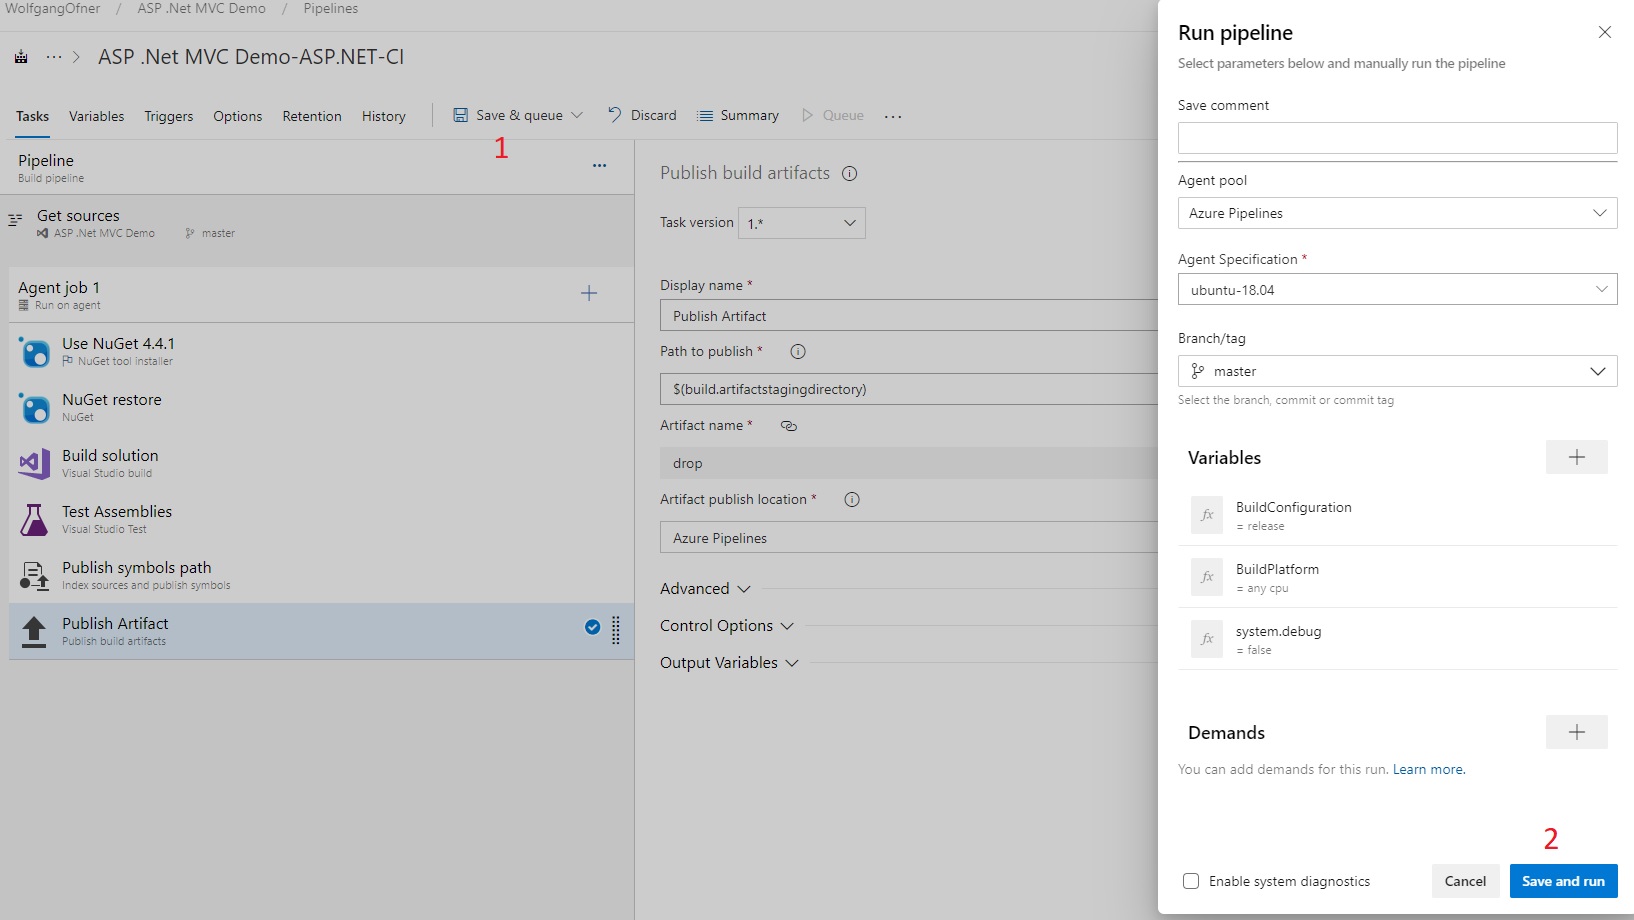 WolfgangOfner / ASP .Net MVC Demo / Pipelines
... > ASP .Net MVC Demo-ASP.NET-CI
Tasks Variables Triggers Options Retention History Save & queue Discard Summary Queue ...
1
Pipeline ...
Build pipeline
Get sources
ASP .Net MVC Demo master
Agent job 1 +
Run on agent
Use NuGet 4.4.1
NuGet tool installer
NuGet restore
NuGet
Build solution
Visual Studio build
Test Assemblies
Visual Studio Test
Publish symbols path
Index sources and publish symbols
Publish Artifact
Publish build artifacts
Publish build artifacts
Task version 1.*
Display name *
Publish Artifact
Path to publish *
$(build.artifactstagingdirectory)
Artifact name *
drop
Artifact publish location *
Azure Pipelines
Advanced
Control Options
Output Variables
Run pipeline
Select parameters below and manually run the pipeline
Save comment
Agent pool
Azure Pipelines
Agent Specification *
ubuntu-18.04
Branch/tag
master
Select the branch, commit or commit tag
Variables +
fx BuildConfiguration
= release
fx BuildPlatform
= any cpu
fx system.debug
= false
Demands +
You can add demands for this run. Learn more.
2
Enable system diagnostics Cancel Save and run